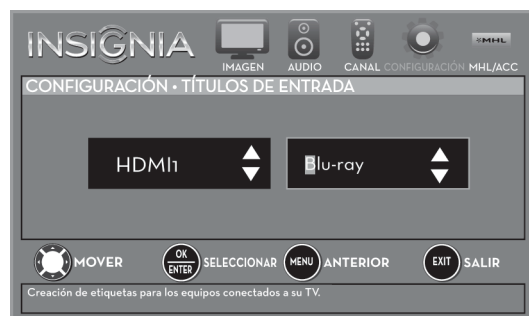 INSIGNIA
IMAGEN AUDIO CANAL CONFIGURACIÓN MHL/ACC
MHL
CONFIGURACIÓN • TÍTULOS DE ENTRADA
HDMI1 Blu-ray
MOVER OK ENTER SELECCIONAR MENU ANTERIOR EXIT SALIR
Creación de etiquetas para los equipos conectados a su TV.